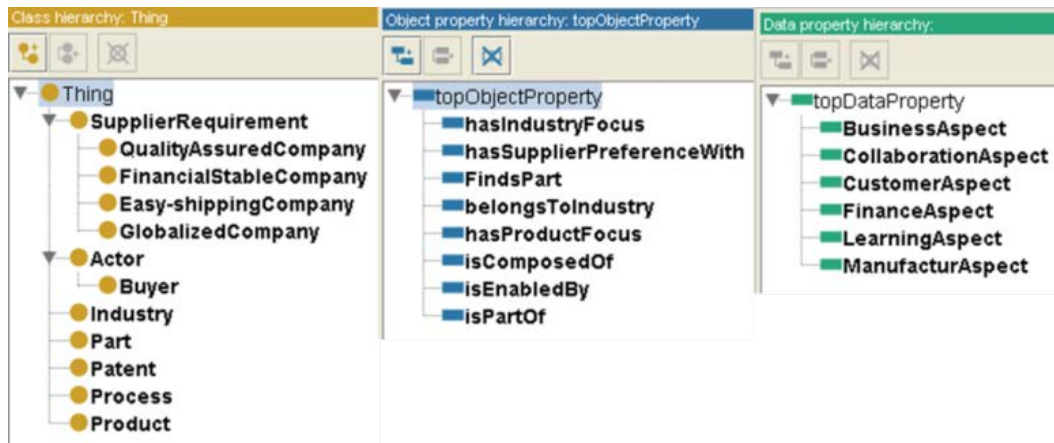 Class hierarchy: Thing
Thing
SupplierRequirement
QualityAssuredCompany
FinancialStableCompany
Easy-shippingCompany
GlobalizedCompany
Actor
Buyer
Industry
Part
Patent
Process
Product
Object property hierarchy: topObjectProperty
topObjectProperty
hasIndustryFocus
hasSupplierPreferenceWith
FindsPart
belongsToIndustry
hasProductFocus
isComposedOf
isEnabledBy
isPartOf
Data property hierarchy:
topDataProperty
BusinessAspect
CollaborationAspect
CustomerAspect
FinanceAspect
LearningAspect
ManufacturAspect